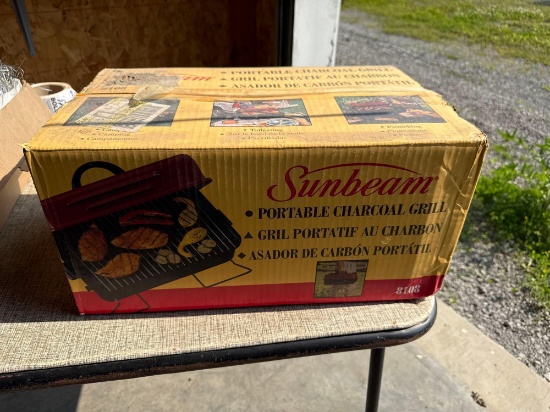 PORTABLE CHARCOAL GRILL
GRIL PORTATIF AU CHARBON
ASADOR DE CARBÓN PORTÁTIL
Sunbeam
• PORTABLE CHARCOAL GRILL
▲ GRIL PORTATIF AU CHARBON
♦ ASADOR DE CARBÓN PORTÁTIL
8108